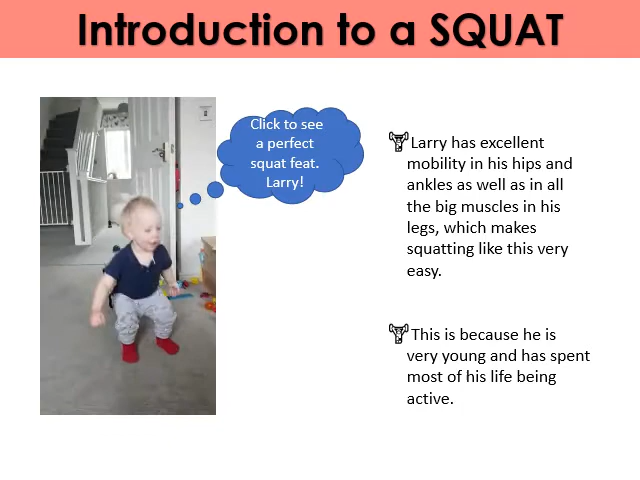 Introduction to a SQUAT
Click to see
a perfect
squat feat.
Larry!
Larry has excellent
mobility in his hips and
ankles as well as in all
the big muscles in his
legs, which makes
squatting like this very
easy.
This is because he is
very young and has spent
most of his life being
active.